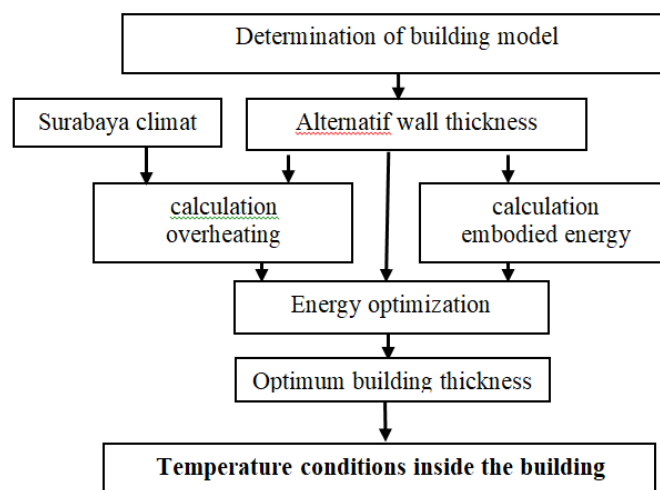 Determination of building model
Surabaya climat
Alternatif wall thickness
calculation
overheating
calculation
embodied energy
Energy optimization
Optimum building thickness
Temperature conditions inside the building